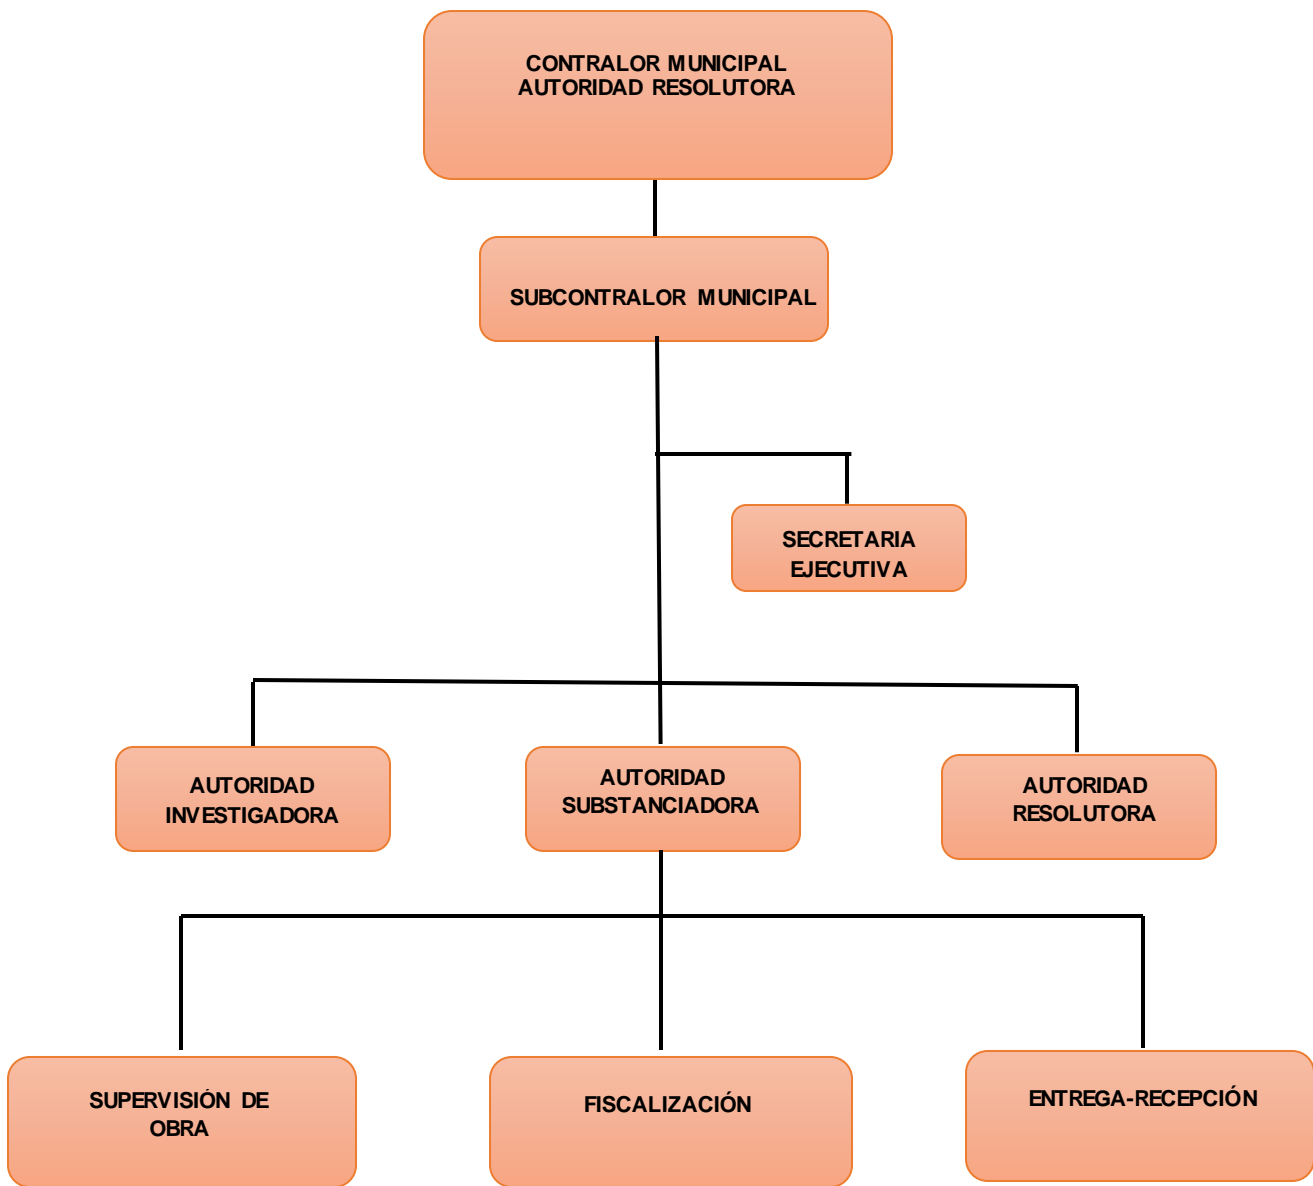 CONTRALOR MUNICIPAL
AUTORIDAD RESOLUTORA
SUBCONTRALOR MUNICIPAL
SECRETARIA
EJECUTIVA
AUTORIDAD
INVESTIGADORA
AUTORIDAD
SUBSTANCIADORA
AUTORIDAD
RESOLUTORA
SUPERVISIÓN DE
OBRA
FISCALIZACIÓN
ENTREGA-RECEPCIÓN